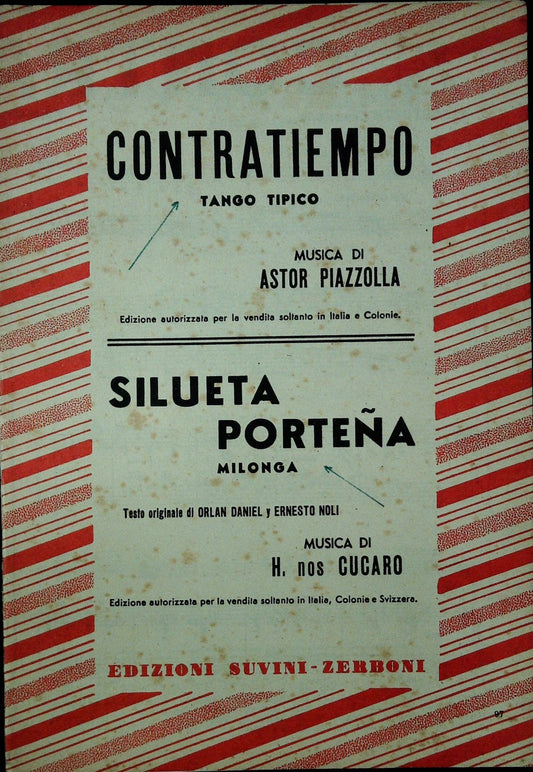 CONTRATIEMPO
TANGO TIPICO
MUSICA DI
ASTOR PIAZZOLLA
Edizione autorizzata per la vendita soltanto in Italia e Colonie.
SILUETA
PORTEÑA
MILONGA
Testo originale di ORLAN DANIEL y ERNESTO NOLI
MUSICA DI
H. nos CUCARO
Edizione autorizzata per la vendita soltanto in Italia, Colonie e Svizzera.
EDIZIONI SUVINI-ZERBONI
97